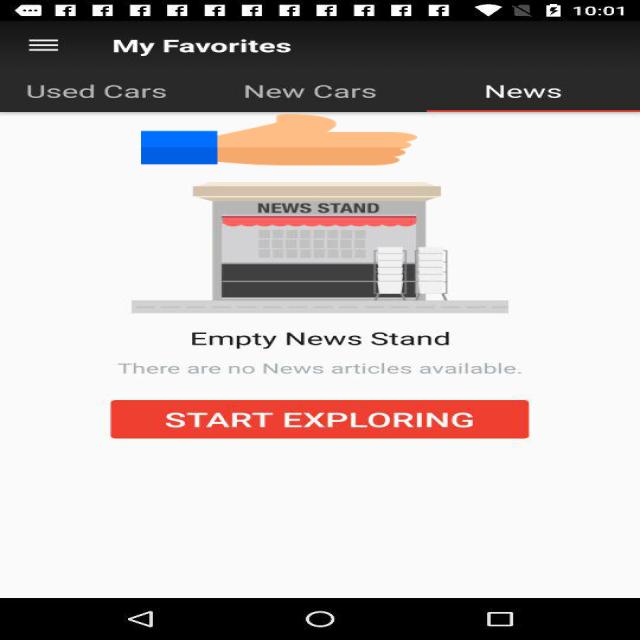 10:01
My Favorites
Used Cars New Cars News
NEWS STAND
Empty News Stand
There are no News articles available.
START EXPLORING